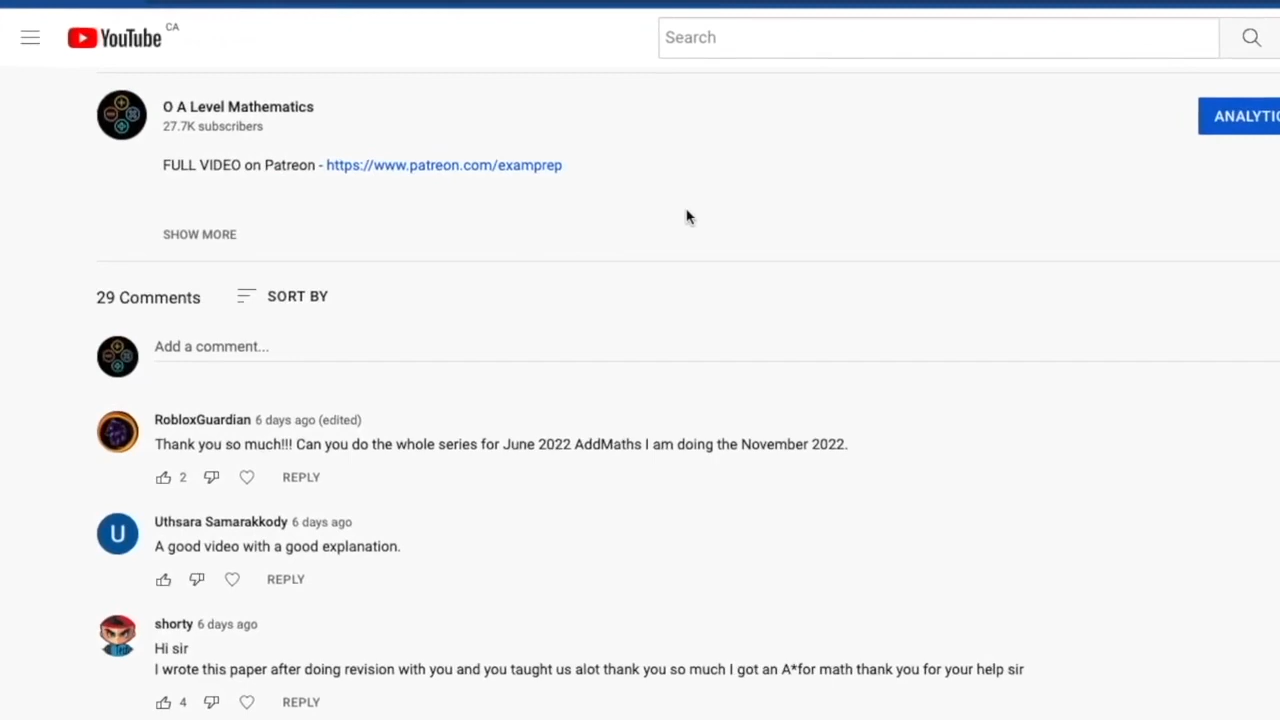 YouTube CA
Search
O A Level Mathematics
27.7K subscribers
ANALYTIC
FULL VIDEO on Patreon - https://www.patreon.com/examprep
SHOW MORE
29 Comments SORT BY
Add a comment...
RobloxGuardian 6 days ago (edited)
Thank you so much!!! Can you do the whole series for June 2022 AddMaths I am doing the November 2022.
2 REPLY
U
Uthsara Samarakkody 6 days ago
A good video with a good explanation.
REPLY
shorty 6 days ago
Hi sir
I wrote this paper after doing revision with you and you taught us alot thank you so much I got an A*for math thank you for your help sir
4 REPLY